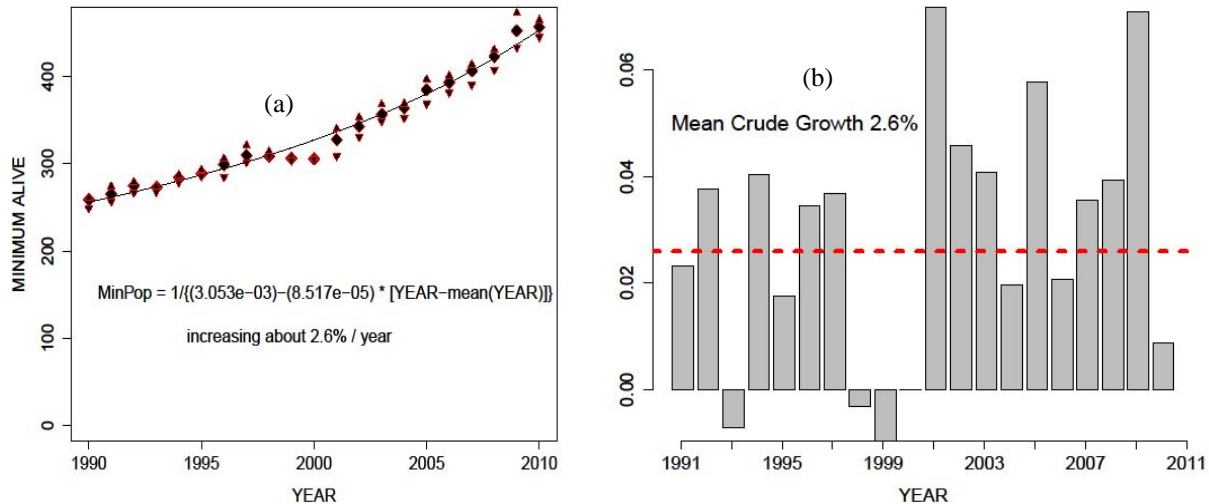 (a)
MINIMUM ALIVE
400
300
200
100
0
MinPop = 1/{(3.053e−03)−(8.517e−05) * [YEAR−mean(YEAR)]}
increasing about 2.6% / year
1990 1995 2000 2005 2010
YEAR
(b)
Mean Crude Growth 2.6%
0.06
0.04
0.02
0.00
1991 1995 1999 2003 2007 2011
YEAR